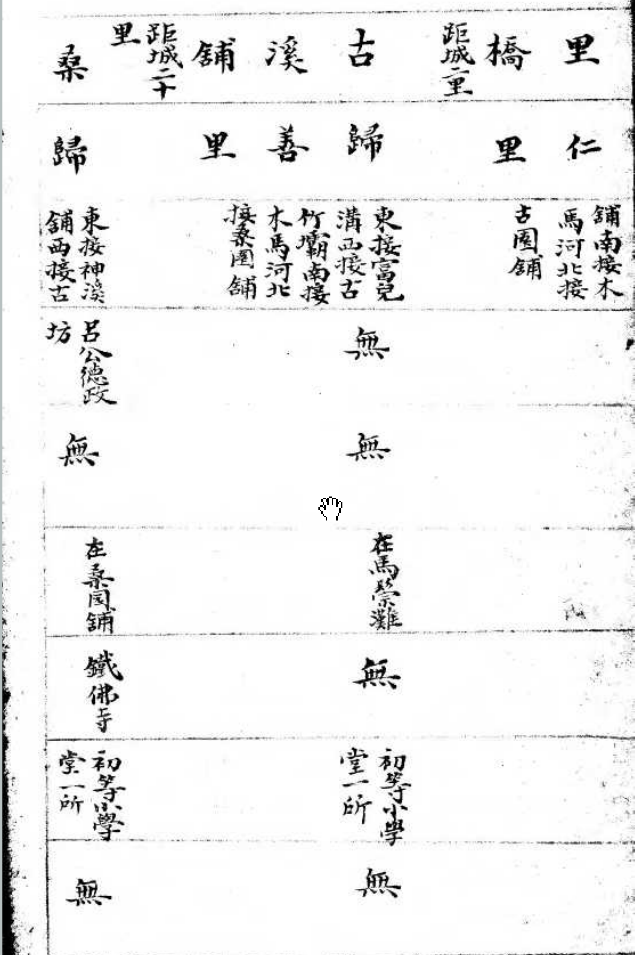 里
橋
距城二里
古
溪
舖
距城二十
里
桑
仁
里
歸
善
里
歸
舖南接木
馬河北接
古園舖
東接富兒
溝西接古
竹壩南接
木馬河北
接桑園舖
東接神溪
舖西接古
無
呂公德政
坊
無
無
在馬鬃灘
在桑园舖
無
鐵佛寺
初等小學
堂一所
初等小學
堂一所
無
無